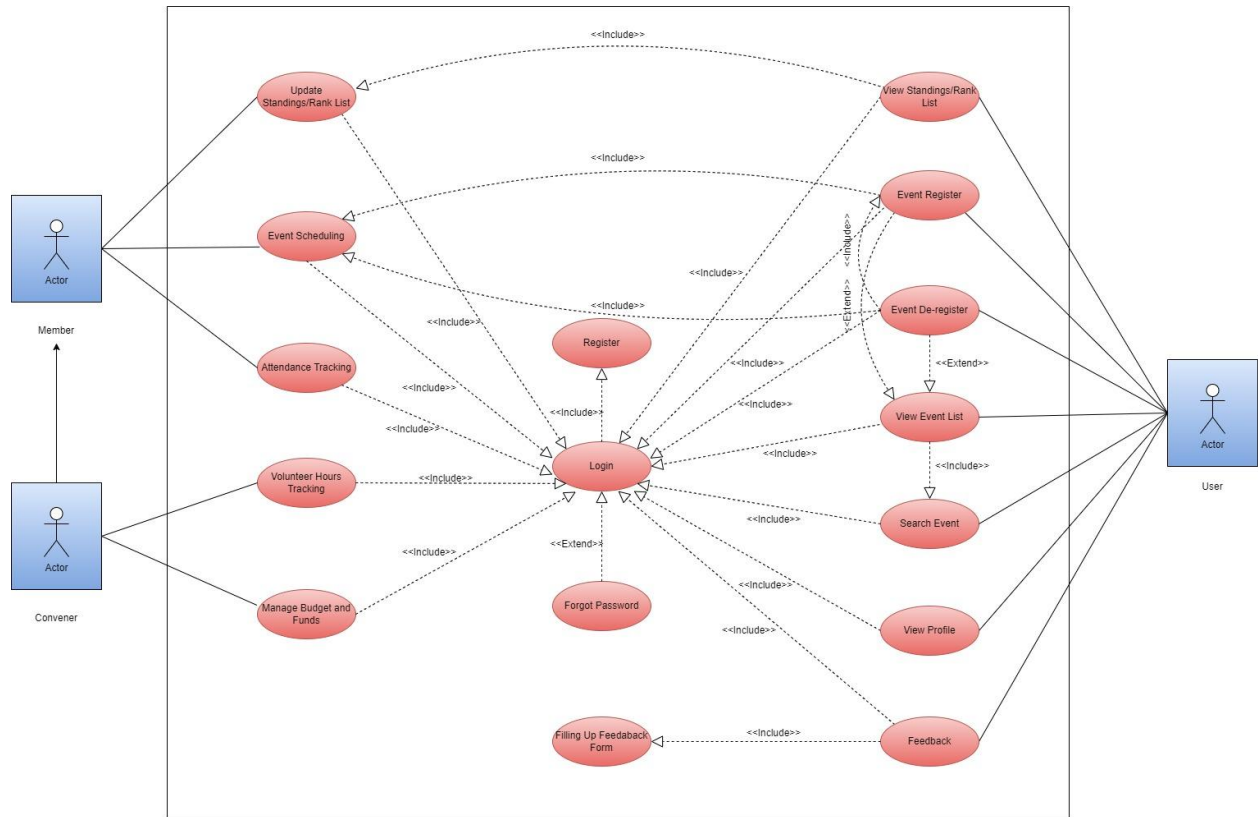 <<Include>>
Update
Standings/Rank List
View Standings/Rank
List
<<Include>>
Event Register
Actor
Member
Event Scheduling
<<Include>>
<<Include>>
<<Extend>>
<<Include>>
Event De-register
<<Include>>
<<Include>>
Register
<<Include>>
<<Include>>
<<Extend>>
Attendance Tracking
<<Include>>
<<Include>>
<<Include>>
View Event List
<<Include>>
Actor
User
Login
<<Include>>
Volunteer Hours
Tracking
<<Include>>
Search Event
Actor
Convener
<<Include>>
<<Extend>>
<<Include>>
Manage Budget and
Funds
Forgot Password
<<Include>>
View Profile
Filling Up Feedaback
Form
<<Include>>
Feedback